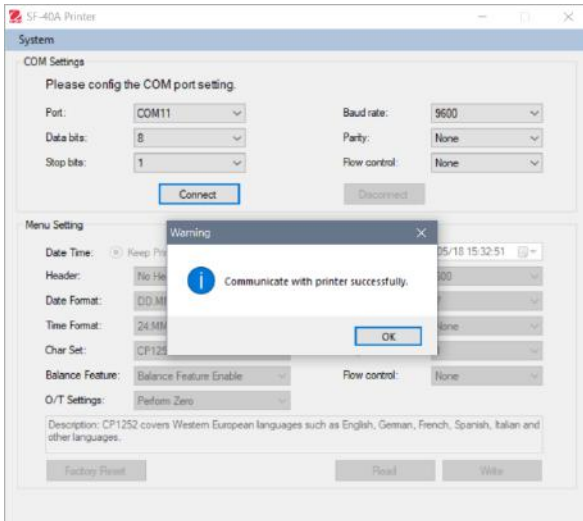 SF-40A Printer
System
COM Settings
Please config the COM port setting.
Port: COM11 Baud rate: 9600
Data bits: 8 Parity: None
Stop bits: 1 Flow control: None
Connect Disconnect
Menu Setting
Warning
Date Time: Keep 05/18 15:32:51
Communicate with printer successfully.
Header: No
Date Format:
Time Format:
OK
Char Set:
Balance Feature: Balance Feature Enable Flow control: None
O/T Settings: Perform Zero
Description: CP1252 covers Western European languages such as English, German, French, Spanish, Italian and
other languages.
Factory Reset Read Write